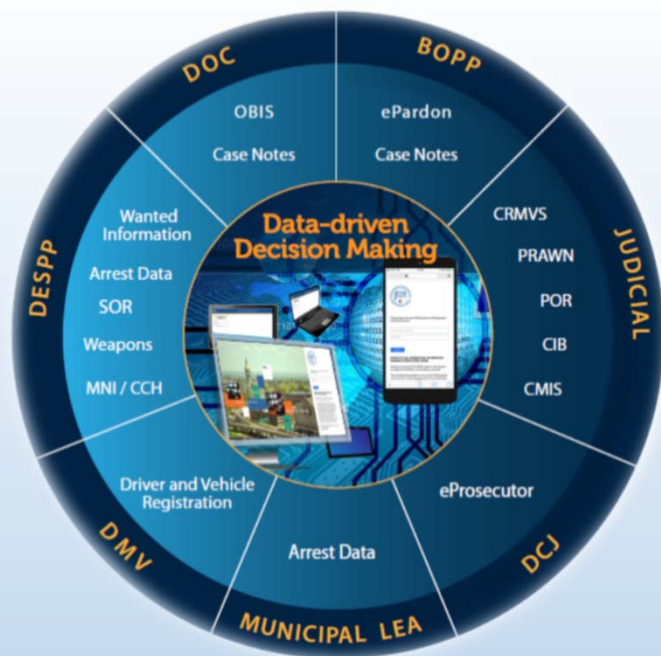 DOC
BOPP
OBIS
Case Notes
ePardon
Case Notes
DESPP
Wanted
Information
Arrest Data
SOR
Weapons
MNI / CCH
Data-driven
Decision Making
CRMVS
PRAWN
POR
CIB
CMIS
JUDICIAL
Driver and Vehicle
Registration
DMV
Arrest Data
MUNICIPAL LEA
eProsecutor
DCJ